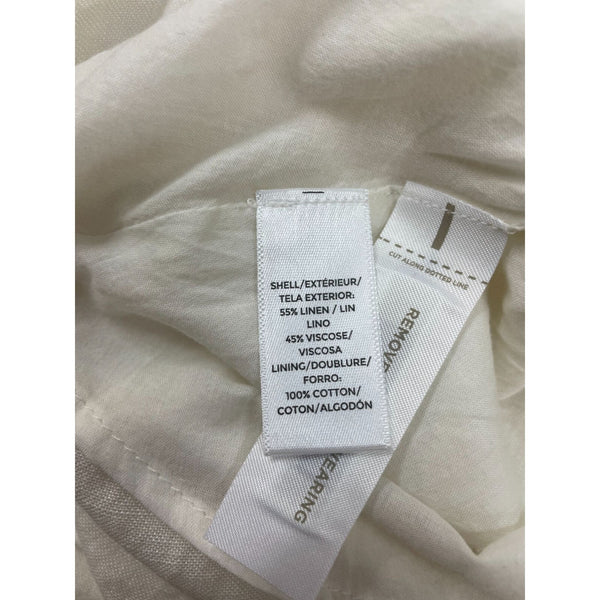 SHELL/EXTÉRIEUR/
TELA EXTERIOR:
55% LINEN / LIN
LINO
45% VISCOSE/
VISCOSA
LINING/DOUBLURE/
FORRO:
100% COTTON/
COTON/ALGODÓN
CUT ALONG DOTTED LINE
REMOVE
WEARING